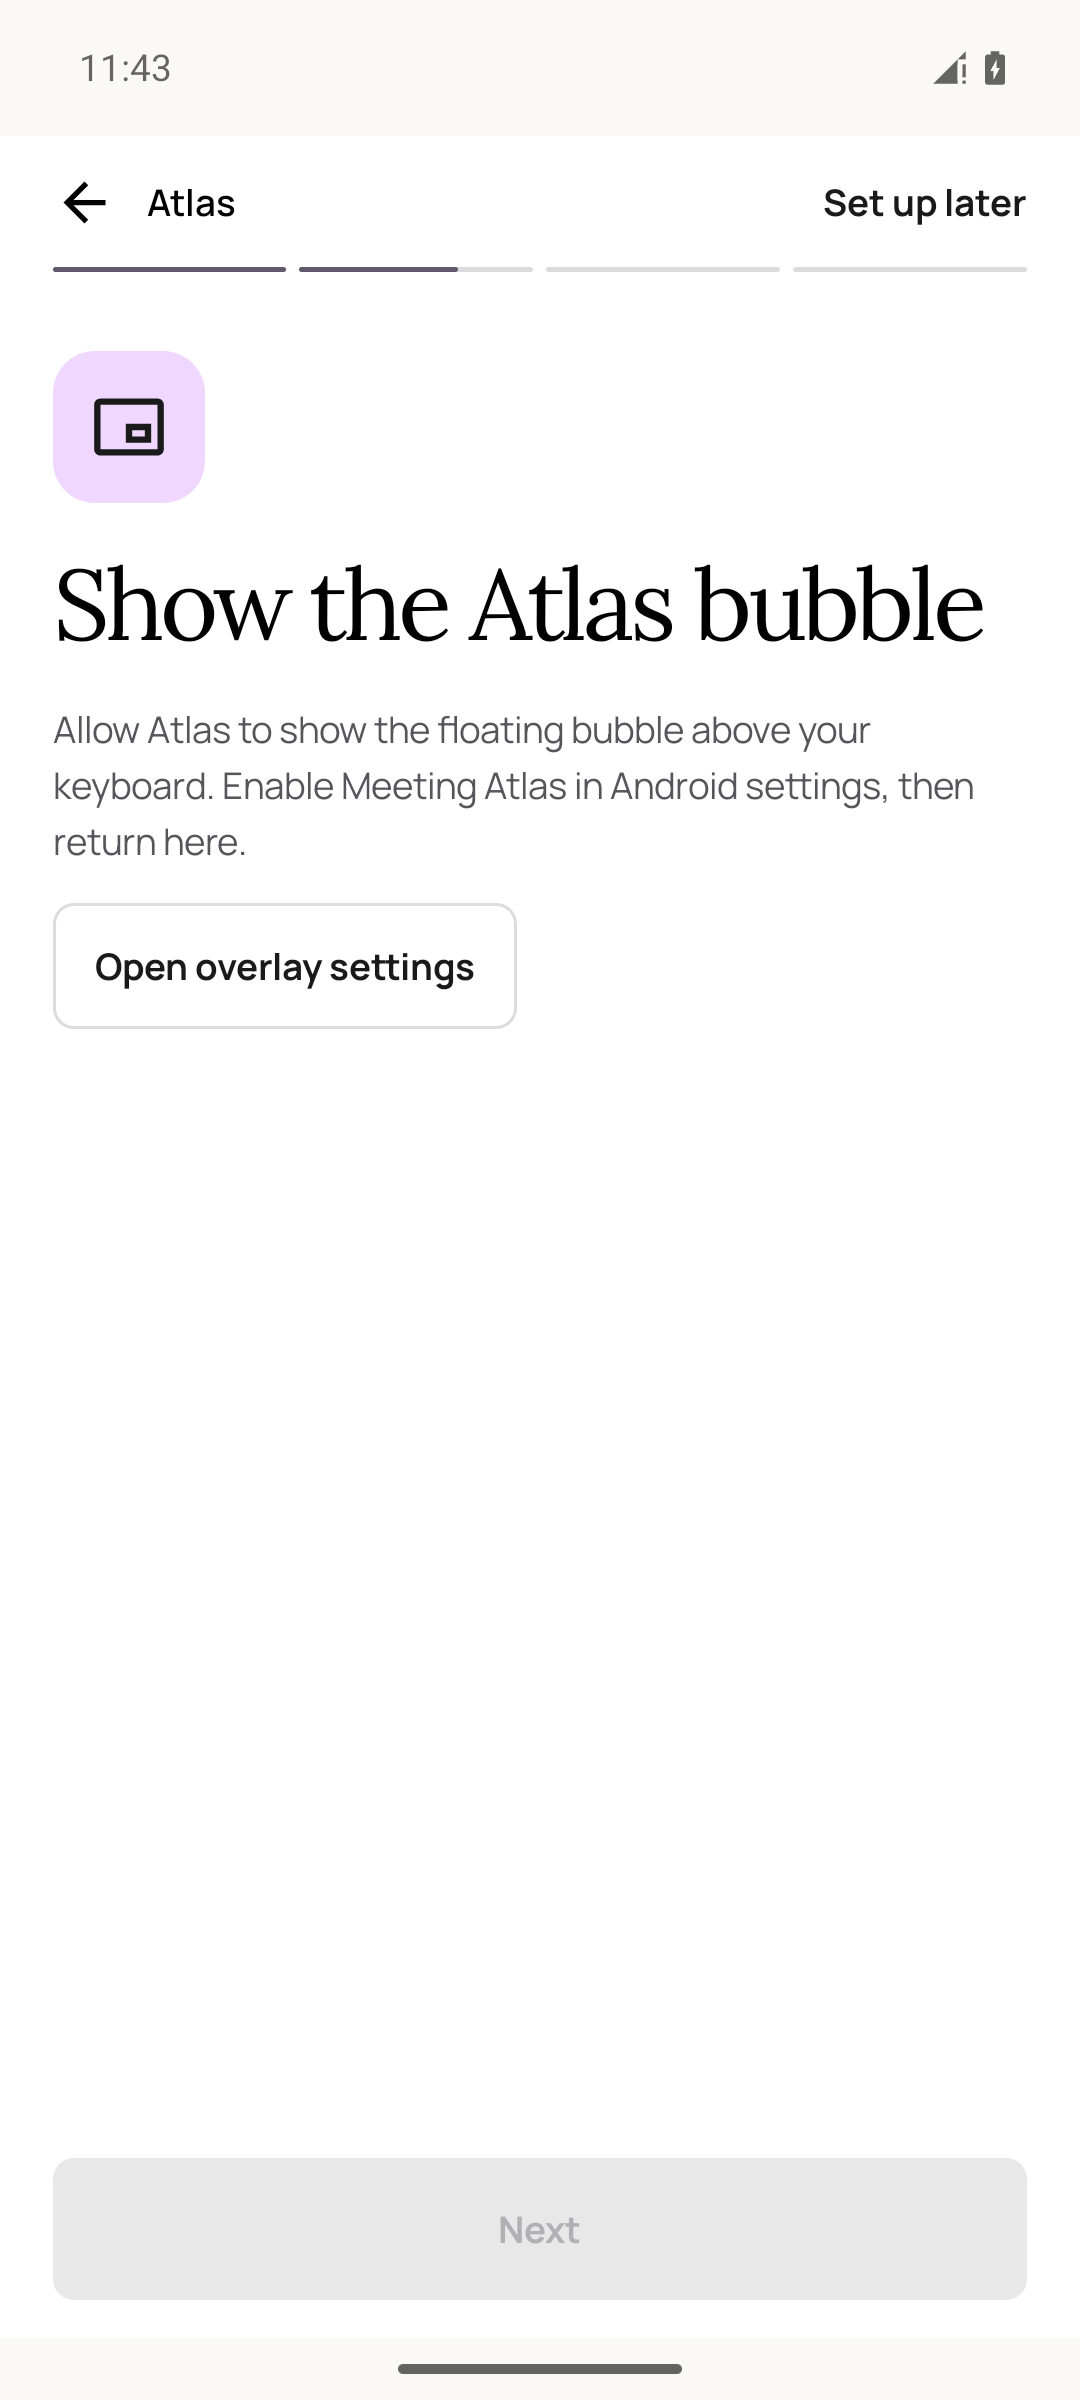 11:43
Atlas
Set up later
Show the Atlas bubble
Allow Atlas to show the floating bubble above your
keyboard. Enable Meeting Atlas in Android settings, then
return here.
Open overlay settings
Next